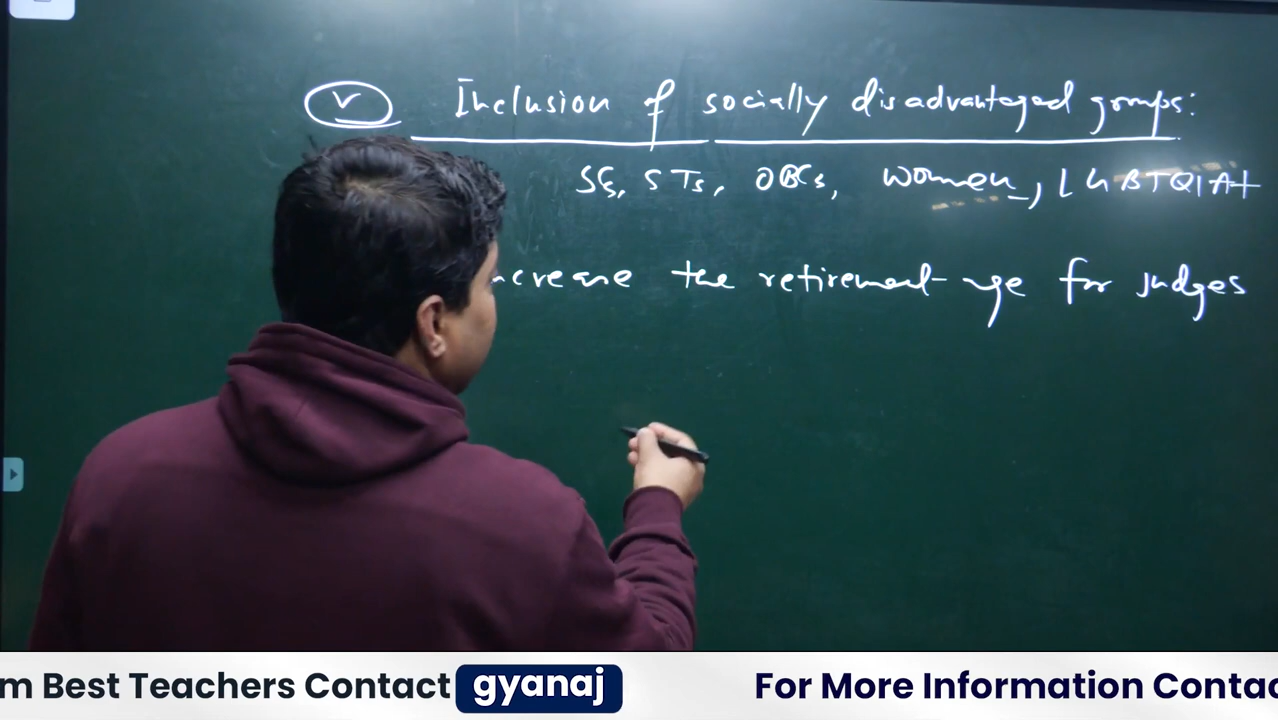 v Inclusion of socially disadvantaged groups:
SCs, STs, OBCs, women, LGBTQIA+
ncrease the retirement age for judges
m Best Teachers Contact gyanaj For More Information Contac